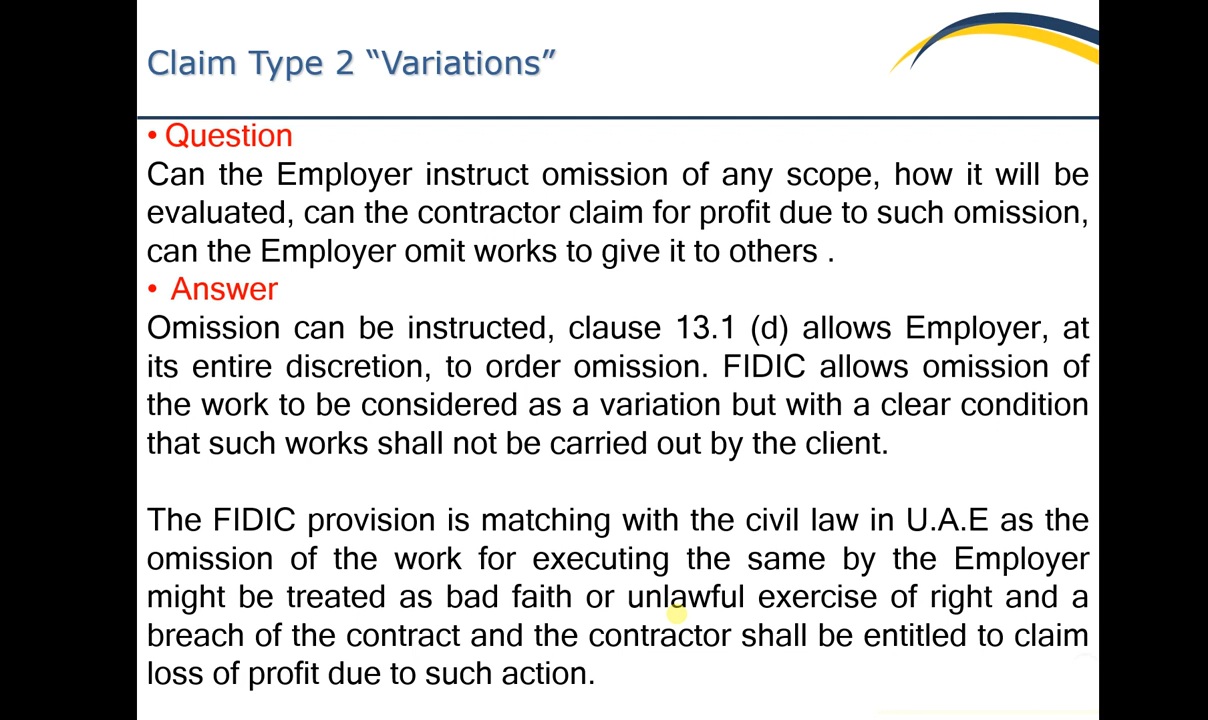 Claim Type 2 “Variations”
• Question
Can the Employer instruct omission of any scope, how it will be
evaluated, can the contractor claim for profit due to such omission,
can the Employer omit works to give it to others .
• Answer
Omission can be instructed, clause 13.1 (d) allows Employer, at
its entire discretion, to order omission. FIDIC allows omission of
the work to be considered as a variation but with a clear condition
that such works shall not be carried out by the client.
The FIDIC provision is matching with the civil law in U.A.E as the
omission of the work for executing the same by the Employer
might be treated as bad faith or unlawful exercise of right and a
breach of the contract and the contractor shall be entitled to claim
loss of profit due to such action.